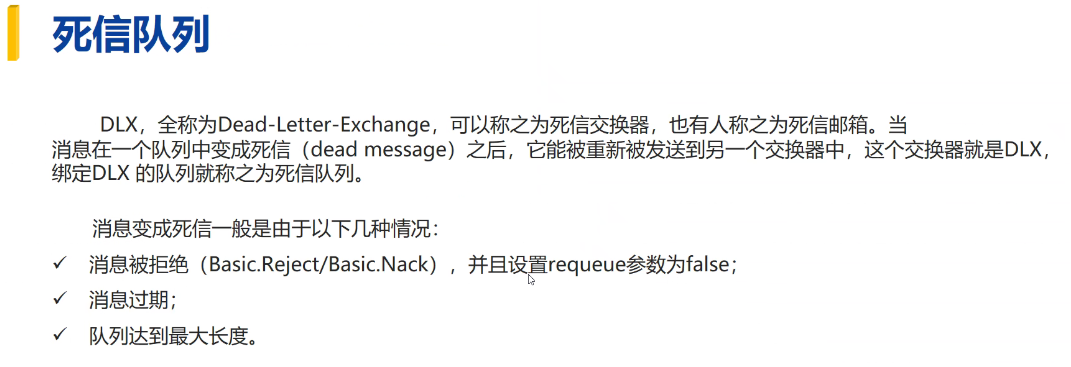 死信队列
DLX，全称为Dead-Letter-Exchange，可以称之为死信交换器，也有人称之为死信邮箱。当
消息在一个队列中变成死信（dead message）之后，它能被重新被发送到另一个交换器中，这个交换器就是DLX，
绑定DLX 的队列就称之为死信队列。
消息变成死信一般是由于以下几种情况：
✓ 消息被拒绝（Basic.Reject/Basic.Nack），并且设置requeue参数为false；
✓ 消息过期；
✓ 队列达到最大长度。